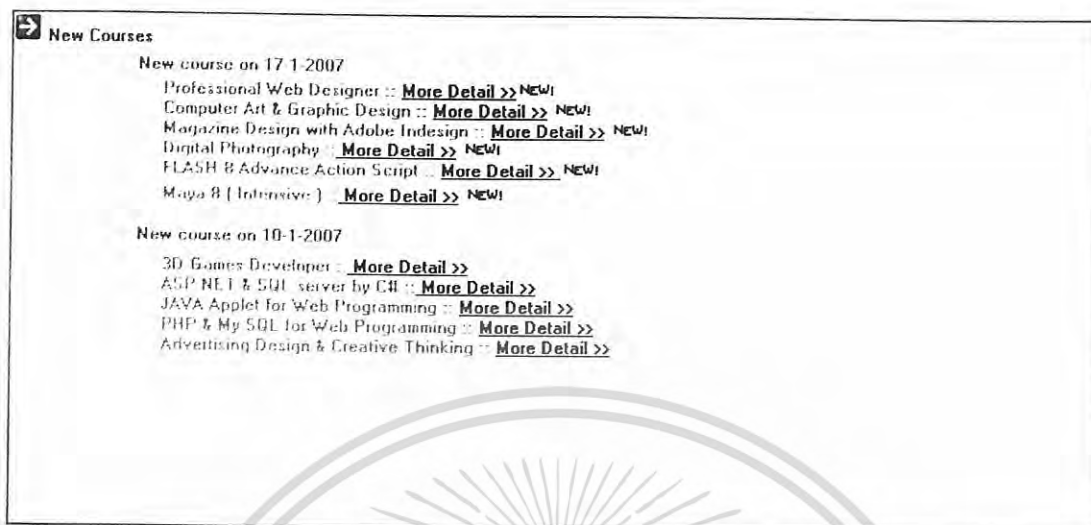 New Courses
New course on 17 1-2007
Professional Web Designer :: More Detail >> NEW!
Computer Art & Graphic Design :: More Detail >> NEW!
Magazine Design with Adobe Indesign :: More Detail >> NEW!
Digital Photography :: More Detail >> NEW!
FLASH 8 Advance Action Script :: More Detail >> NEW!
Maya 8 ( Intensive ) :: More Detail >> NEW!
New course on 10-1-2007
3D Games Developer :: More Detail >>
ASP NET & SQL server by C# :: More Detail >>
JAVA Applet for Web Programming :: More Detail >>
PHP & My SQL for Web Programming :: More Detail >>
Advertising Design & Creative Thinking :: More Detail >>